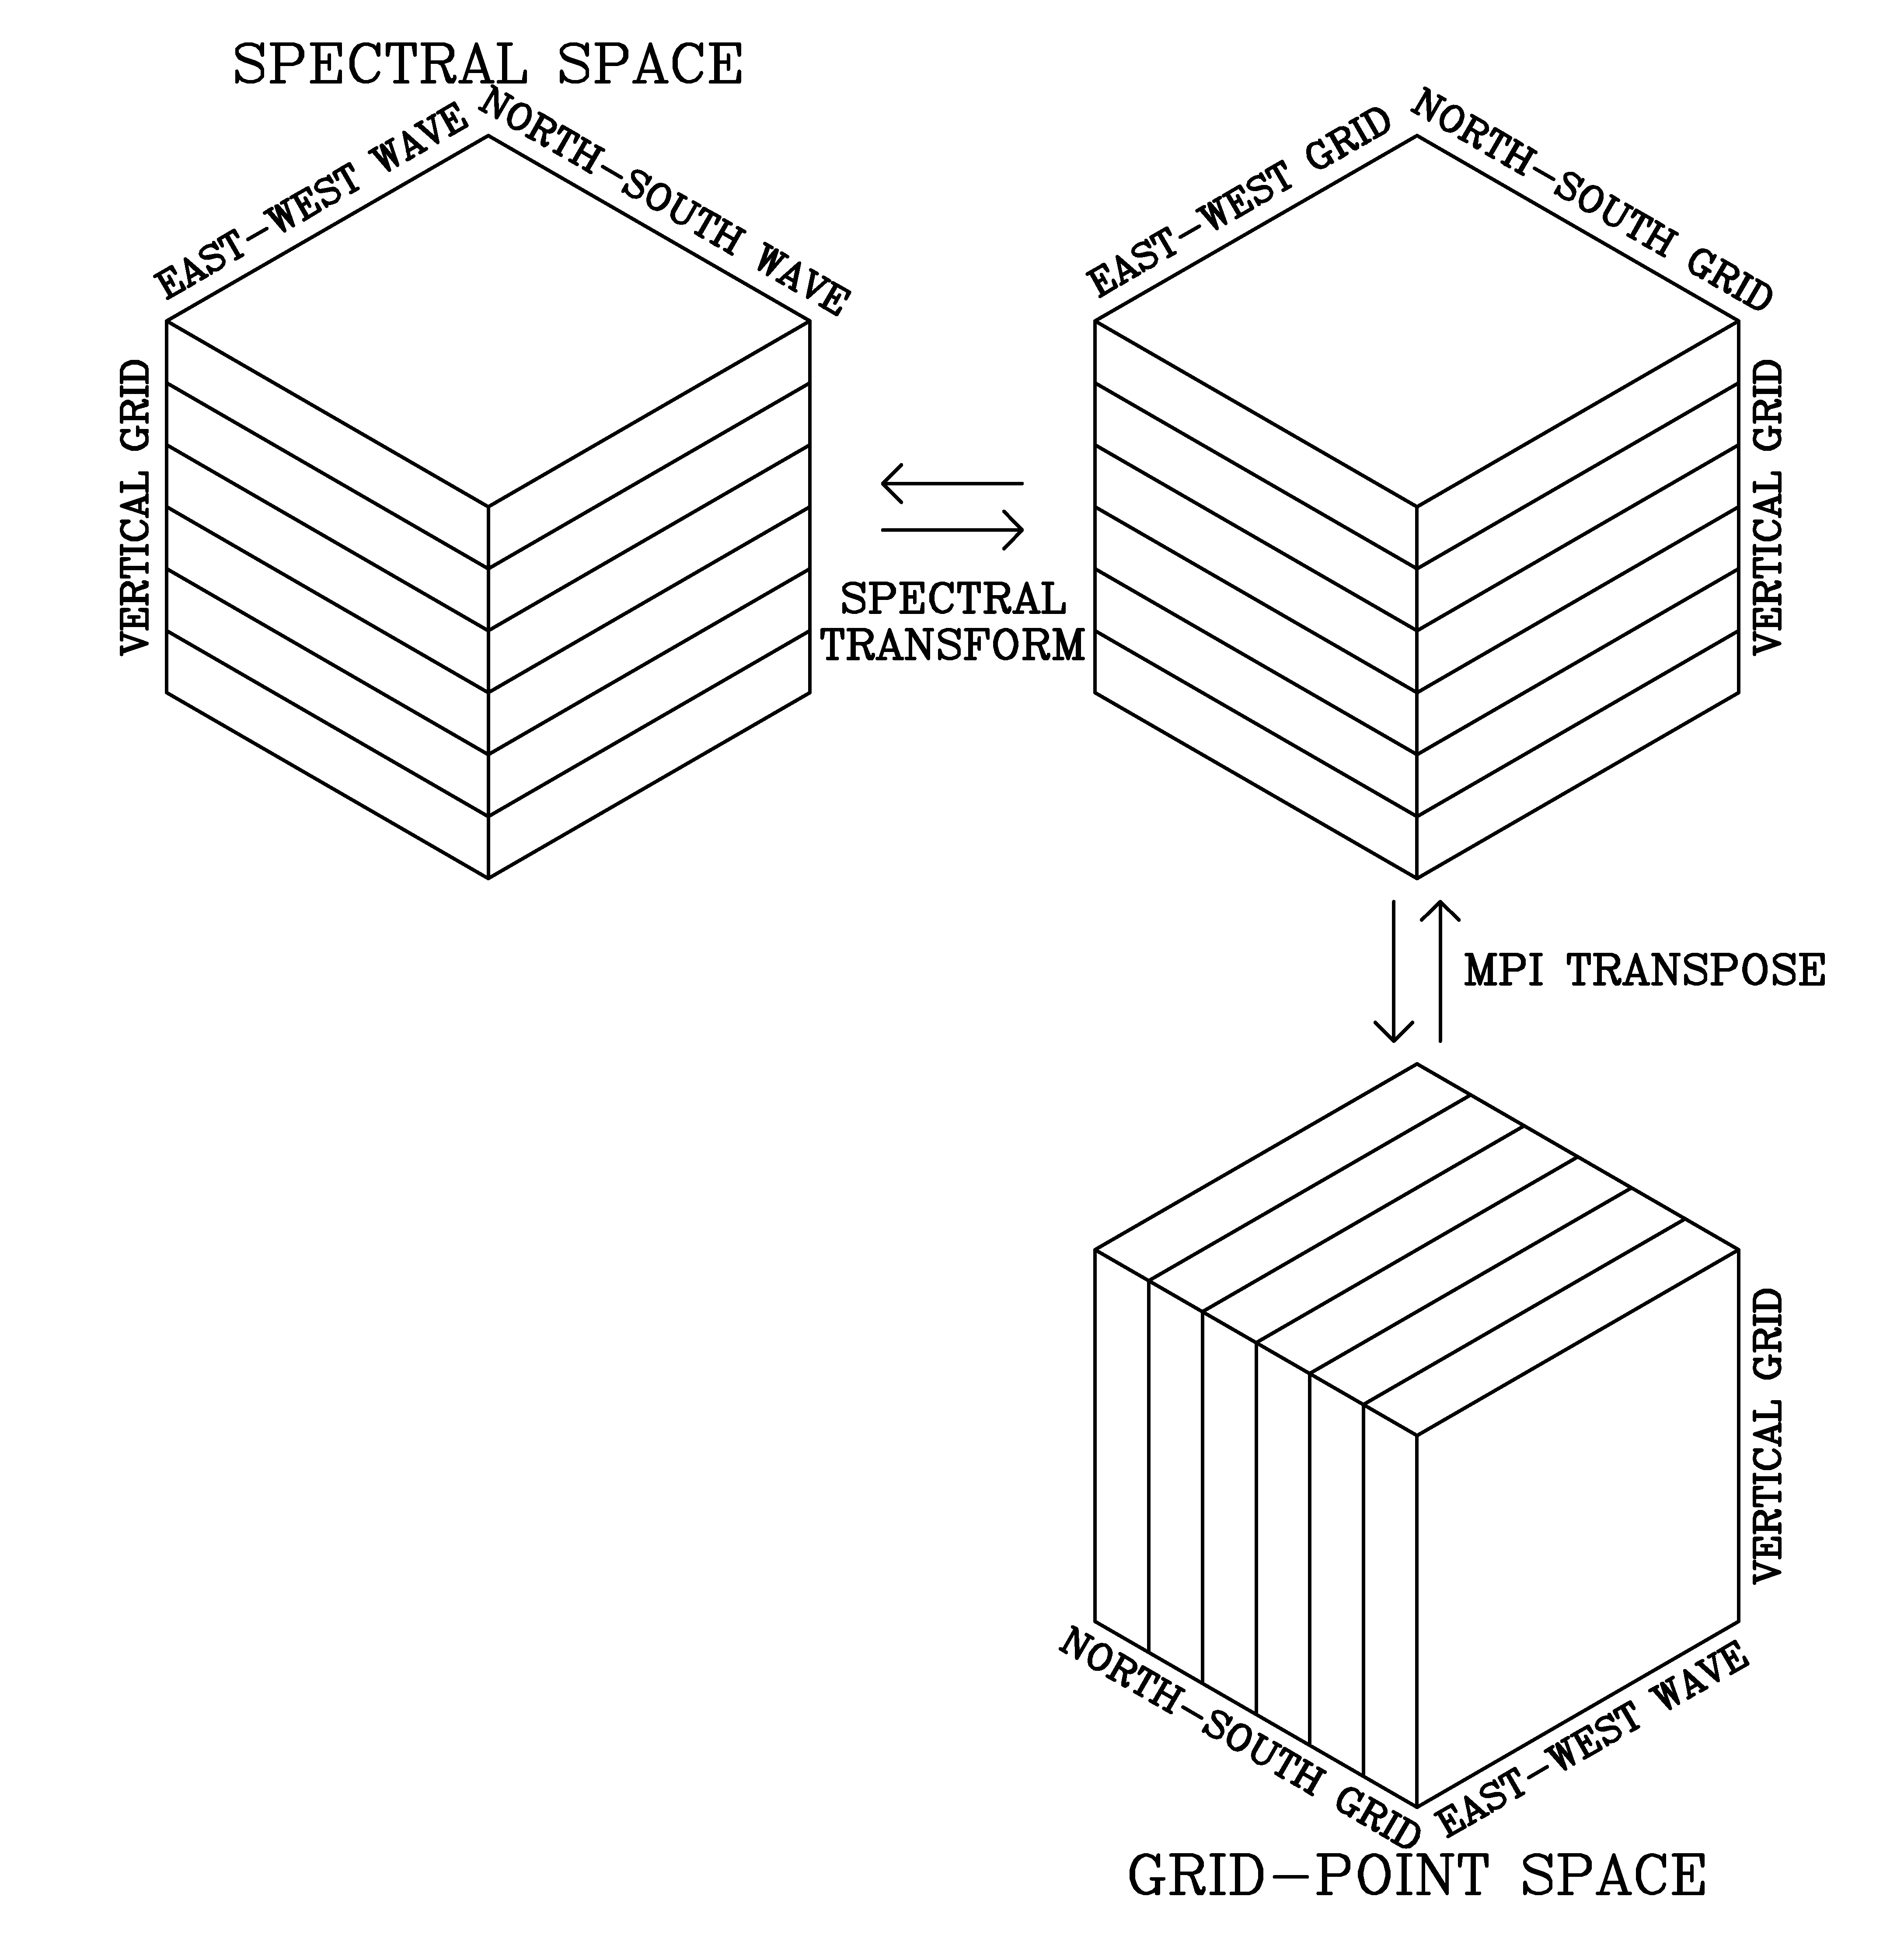 SPECTRAL SPACE
EAST-WEST WAVE
NORTH-SOUTH WAVE
VERTICAL GRID
EAST-WEST GRID
NORTH-SOUTH GRID
VERTICAL GRID
SPECTRAL
TRANSFORM
MPI TRANSPOSE
VERTICAL GRID
NORTH-SOUTH GRID
EAST-WEST WAVE
GRID-POINT SPACE